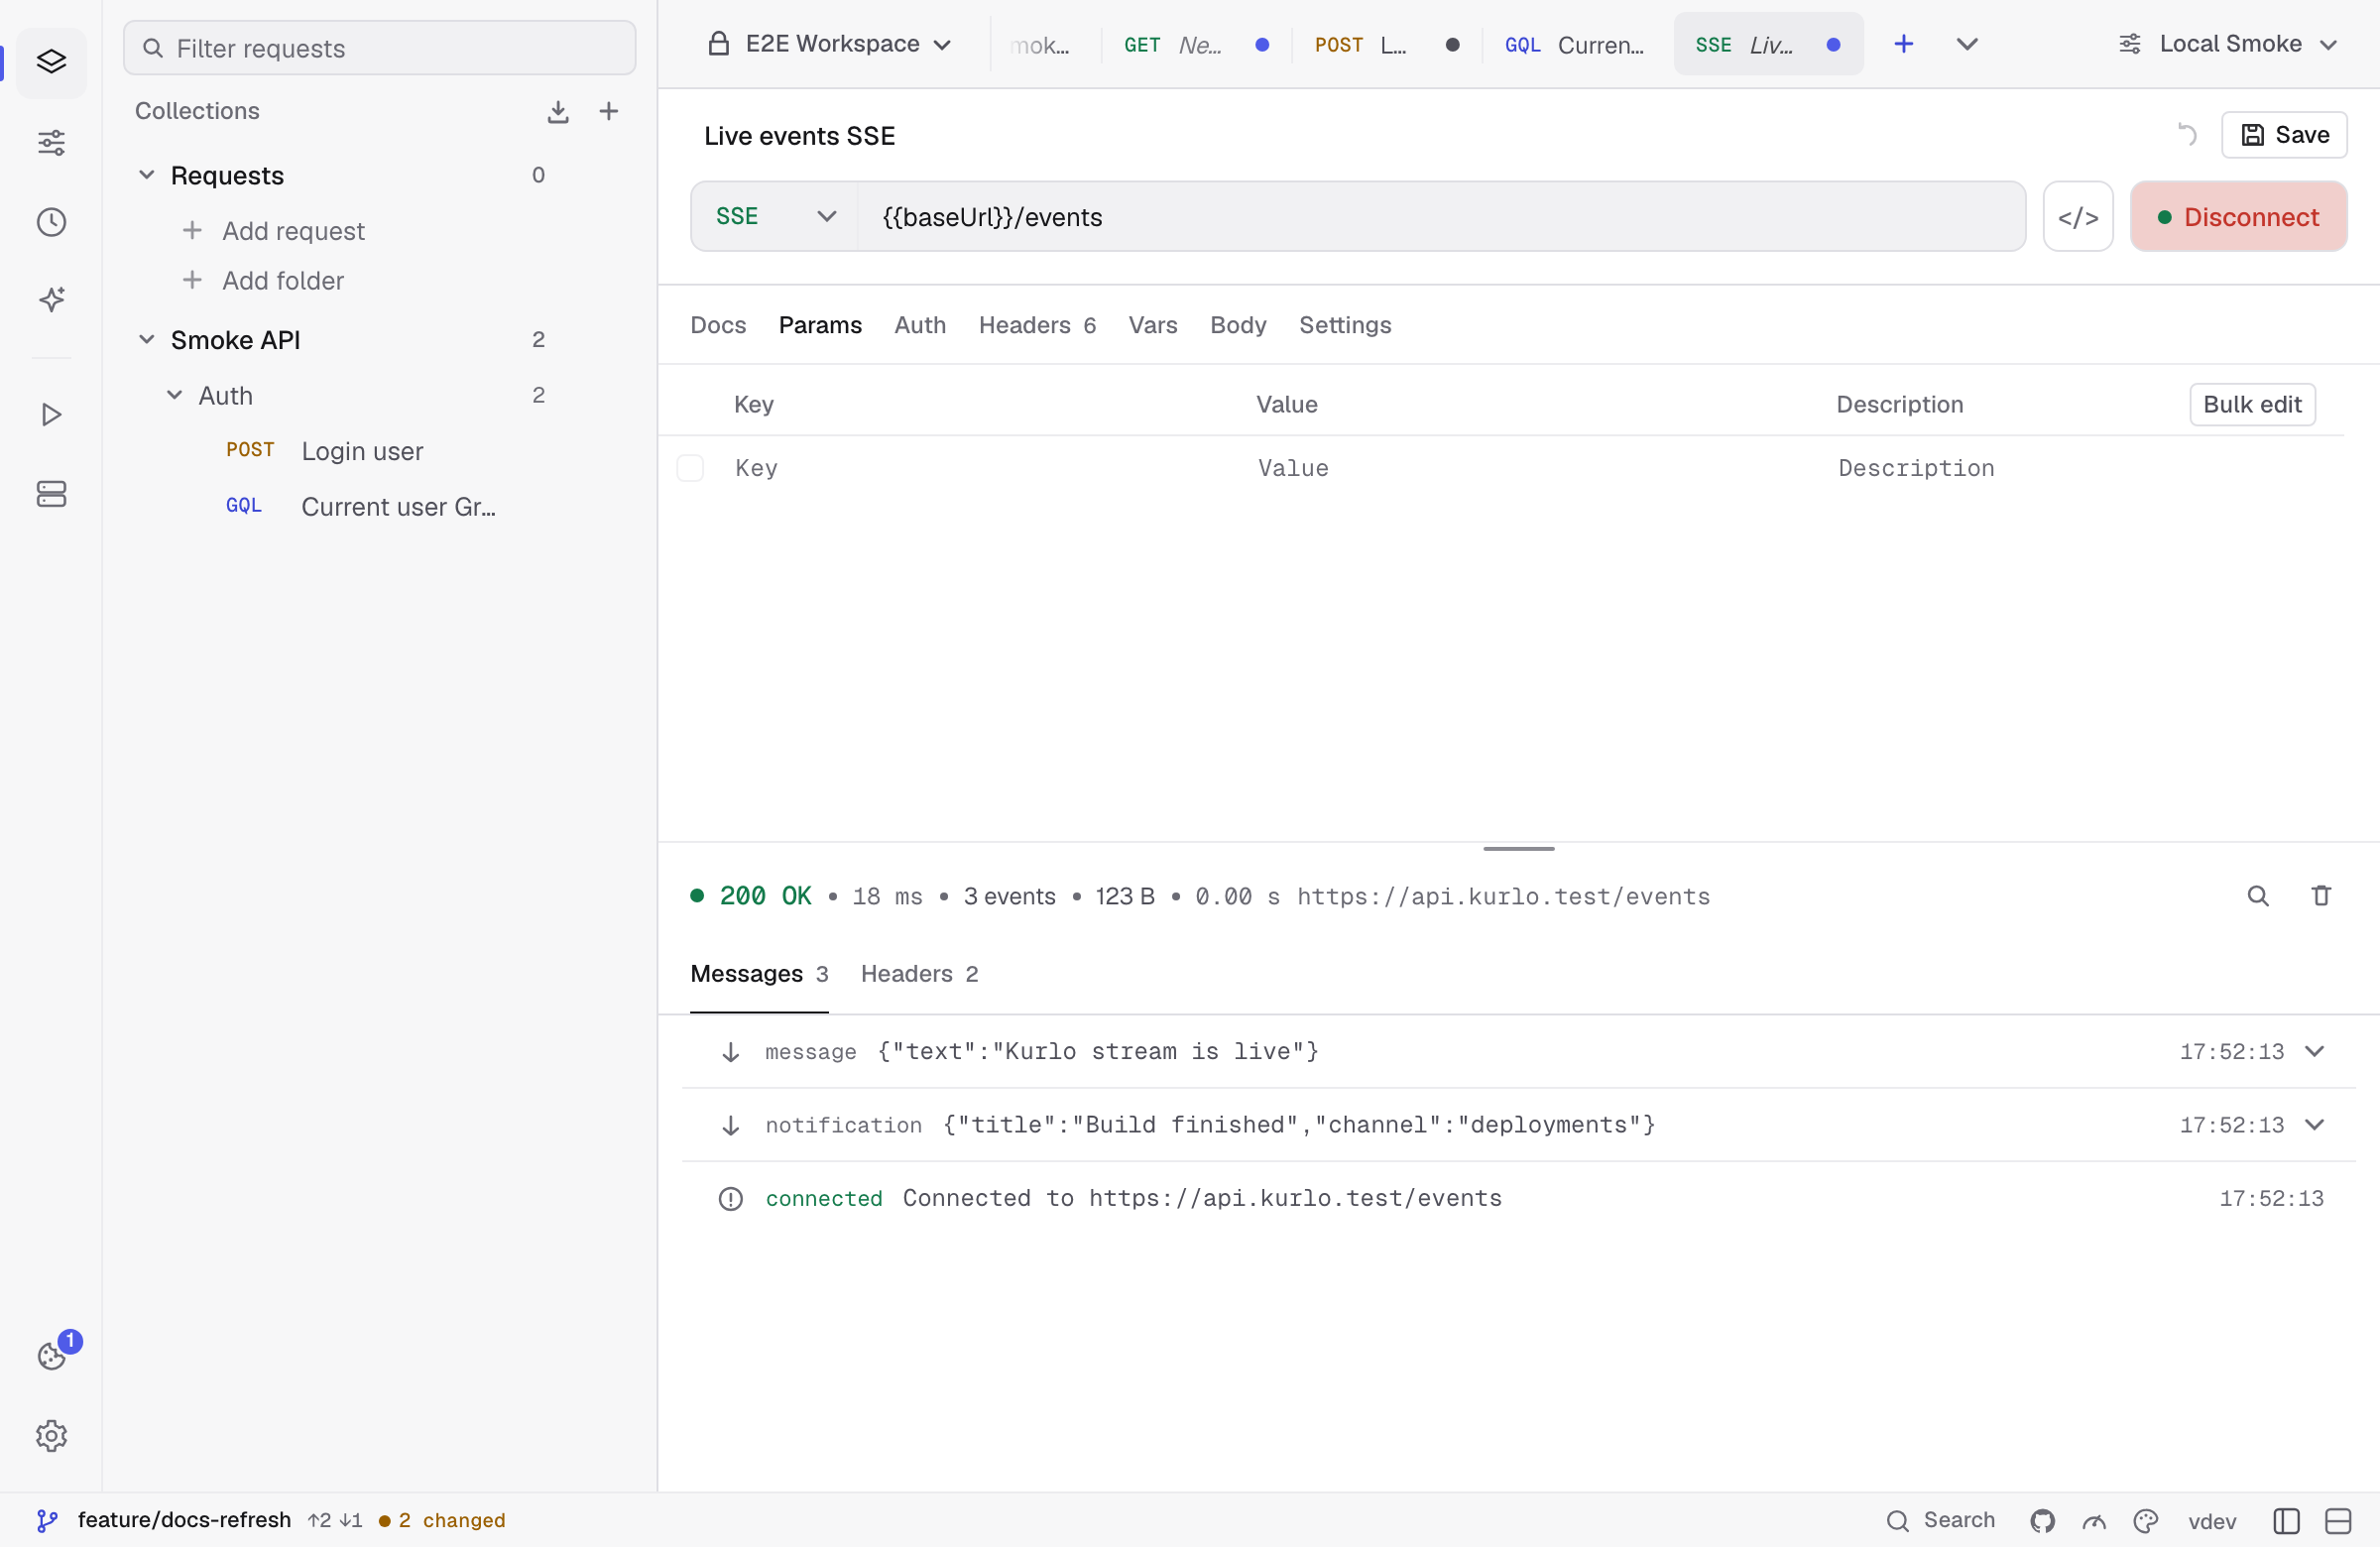 Filter requests
Collections
Requests 0
Add request
Add folder
Smoke API 2
Auth 2
POST Login user
GQL Current user Gr...
1
E2E Workspace
mok...
GET Ne...
POST L...
GQL Curren...
SSE Liv...
Local Smoke
Live events SSE
Save
SSE {{baseUrl}}/events
</>
Disconnect
Docs Params Auth Headers 6 Vars Body Settings
Key Value Description Bulk edit
Key Value Description
200 OK • 18 ms • 3 events • 123 B • 0.00 s https://api.kurlo.test/events
Messages 3 Headers 2
message {"text":"Kurlo stream is live"} 17:52:13
notification {"title":"Build finished","channel":"deployments"} 17:52:13
connected Connected to https://api.kurlo.test/events 17:52:13
feature/docs-refresh ↑2 ↓1 2 changed
Search vdev